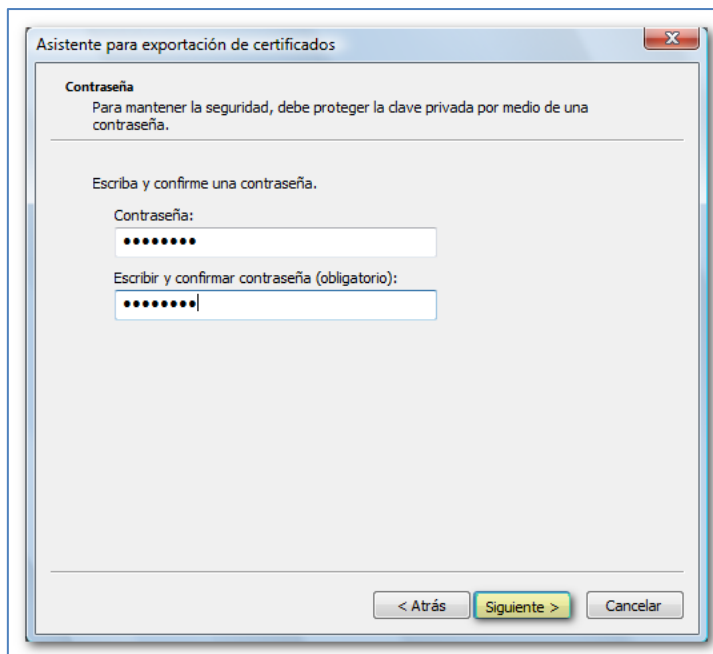 Asistente para exportación de certificados
Contraseña
Para mantener la seguridad, debe proteger la clave privada por medio de una
contraseña.
Escriba y confirme una contraseña.
Contraseña:
••••••••
Escribir y confirmar contraseña (obligatorio):
••••••••
< Atrás
Siguiente >
Cancelar